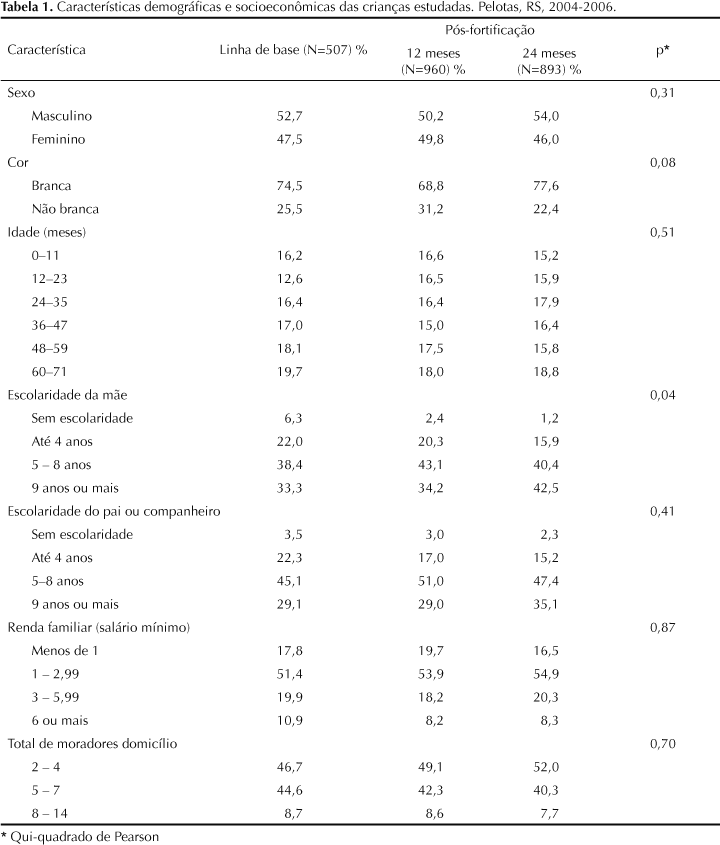 Tabela 1. Características demográficas e socioeconômicas das crianças estudadas. Pelotas, RS, 2004-2006.
Característica Linha de base (N=507) % Pós-fortificação p*
12 meses (N=960) % 24 meses (N=893) %
Sexo 0,31
Masculino 52,7 50,2 54,0
Feminino 47,5 49,8 46,0
Cor 0,08
Branca 74,5 68,8 77,6
Não branca 25,5 31,2 22,4
Idade (meses) 0,51
0–11 16,2 16,6 15,2
12–23 12,6 16,5 15,9
24–35 16,4 16,4 17,9
36–47 17,0 15,0 16,4
48–59 18,1 17,5 15,8
60–71 19,7 18,0 18,8
Escolaridade da mãe 0,04
Sem escolaridade 6,3 2,4 1,2
Até 4 anos 22,0 20,3 15,9
5 – 8 anos 38,4 43,1 40,4
9 anos ou mais 33,3 34,2 42,5
Escolaridade do pai ou companheiro 0,41
Sem escolaridade 3,5 3,0 2,3
Até 4 anos 22,3 17,0 15,2
5–8 anos 45,1 51,0 47,4
9 anos ou mais 29,1 29,0 35,1
Renda familiar (salário mínimo) 0,87
Menos de 1 17,8 19,7 16,5
1 – 2,99 51,4 53,9 54,9
3 – 5,99 19,9 18,2 20,3
6 ou mais 10,9 8,2 8,3
Total de moradores domicílio 0,70
2 – 4 46,7 49,1 52,0
5 – 7 44,6 42,3 40,3
8 – 14 8,7 8,6 7,7
* Qui-quadrado de Pearson